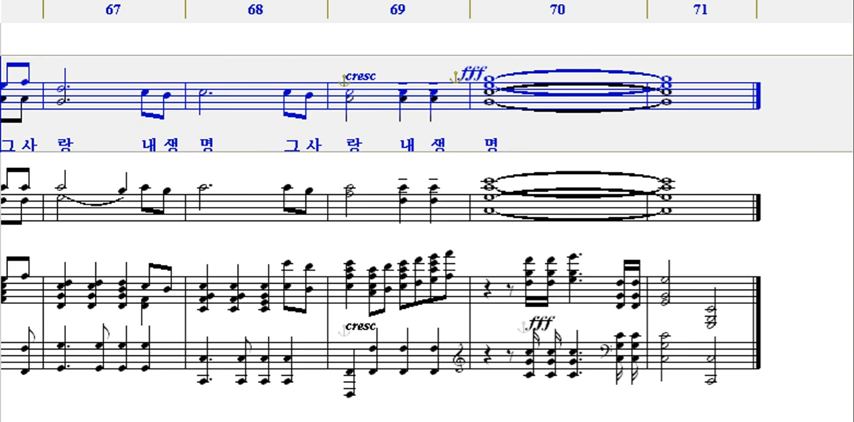 67 68 69 70 71
cresc fff
그 사 랑 내 생 명 그 사 랑 내 생 명
cresc fff